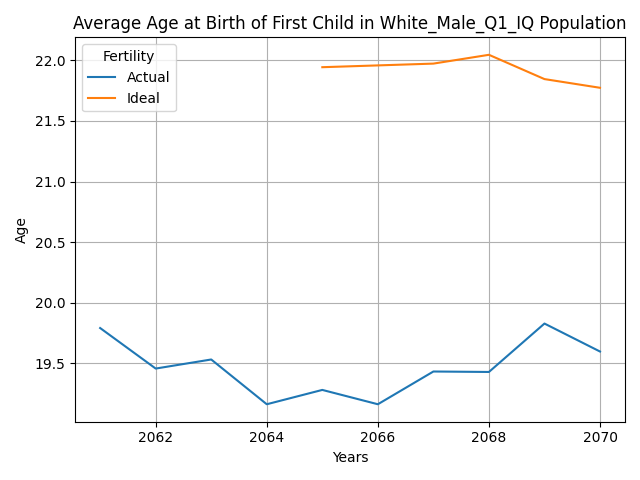 Average Age at Birth of First Child in White_Male_Q1_IQ Population
Fertility
Actual
Ideal
22.0
21.5
21.0
20.5
20.0
19.5
Age
2062 2064 2066 2068 2070
Years